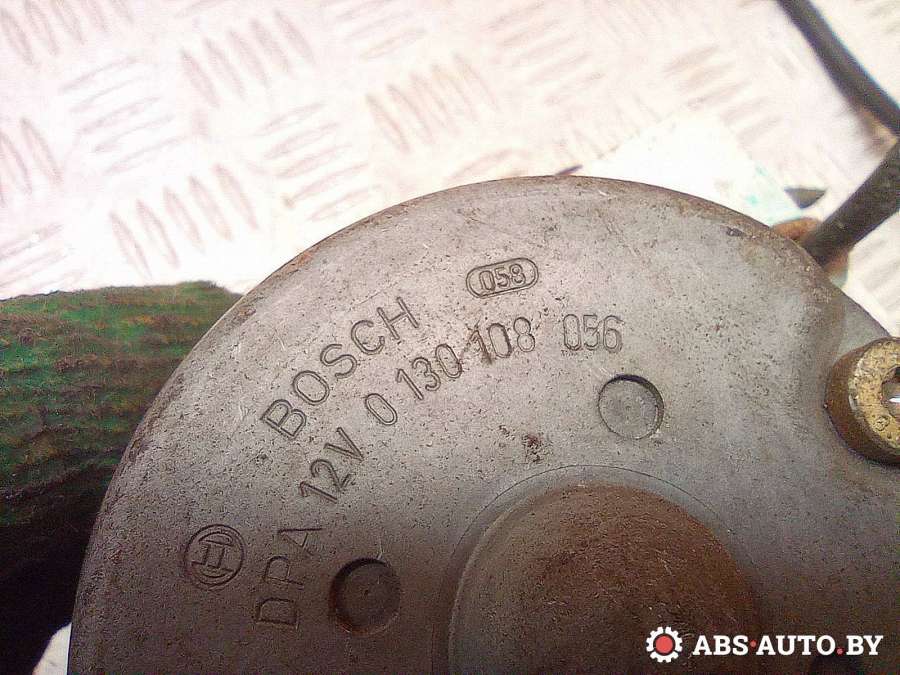 058
BOSCH
DPA 12V 0 130 108 056
ABS-AUTO.BY